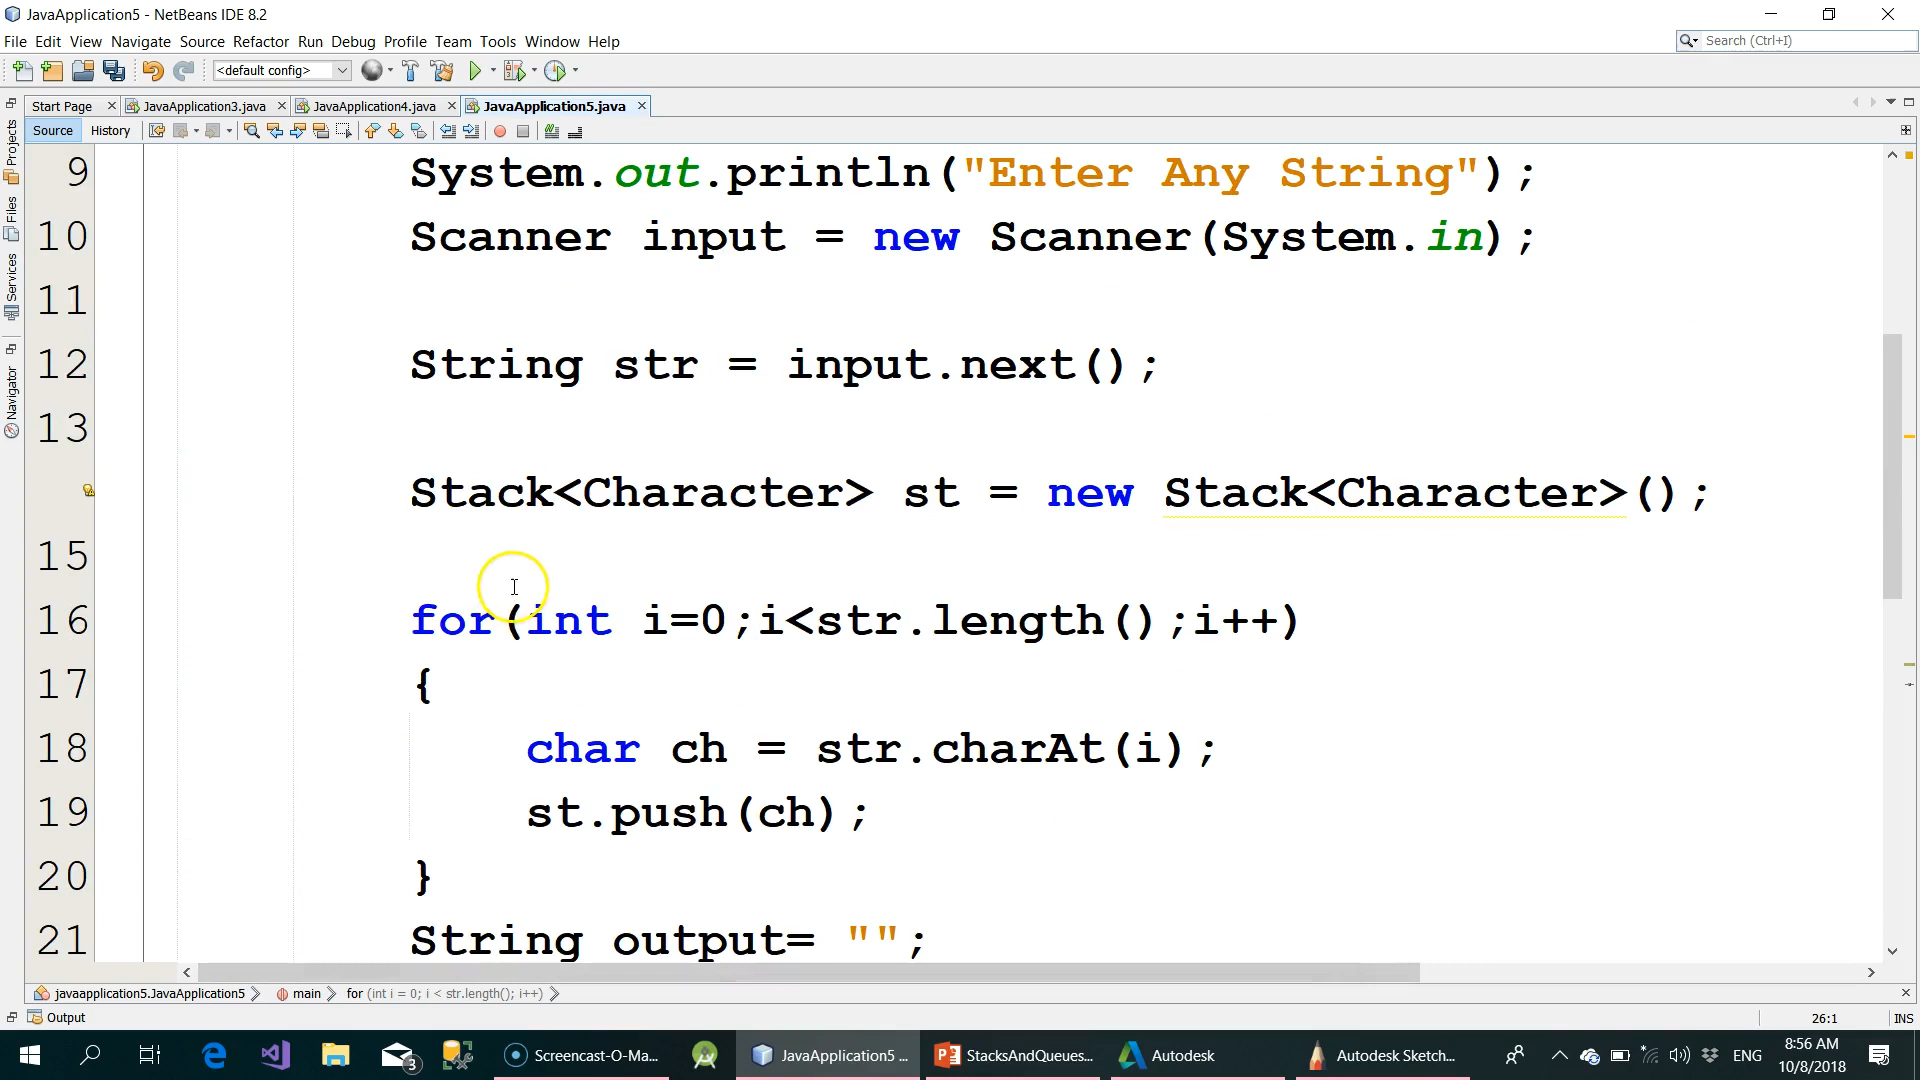 JavaApplication5 - NetBeans IDE 8.2
File Edit View Navigate Source Refactor Run Debug Profile Team Tools Window Help
Search (Ctrl+I)
<default config>
Start Page JavaApplication3.java JavaApplication4.java JavaApplication5.java
Source History
Projects
Files
Services
Navigator
9 System.out.println("Enter Any String");
10 Scanner input = new Scanner(System.in);
11
12 String str = input.next();
13
Stack<Character> st = new Stack<Character>();
15
16 for(int i=0;i<str.length();i++)
17 {
18 char ch = str.charAt(i);
19 st.push(ch);
20 }
21 String output= "";
javaapplication5.JavaApplication5 main for (int i = 0; i < str.length(); i++)
Output
26:1 INS
3 Screencast-O-Ma... JavaApplication5 ... StacksAndQueues... Autodesk Autodesk Sketch... ENG 8:56 AM
10/8/2018